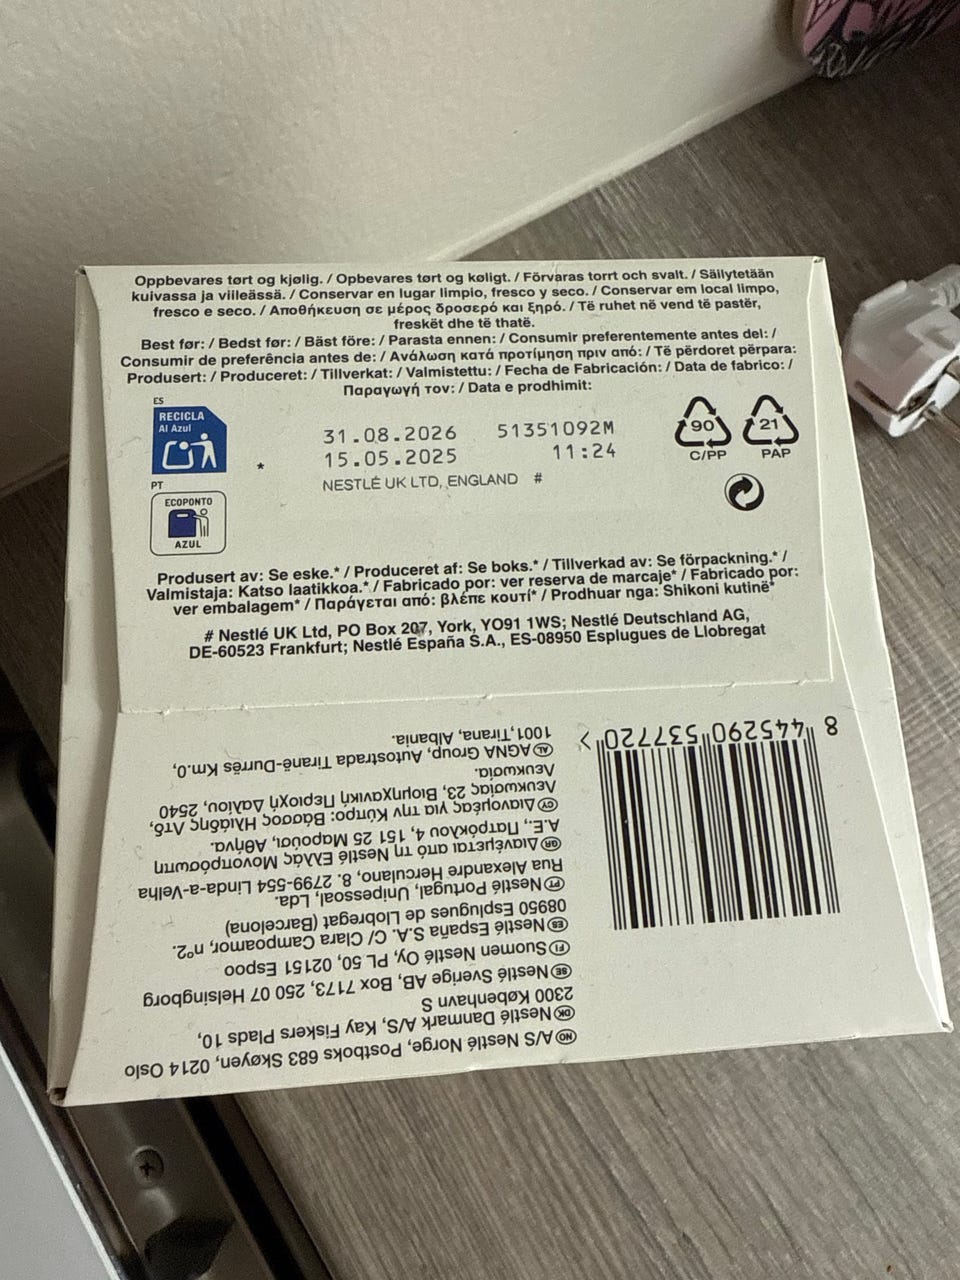 Oppbevares tørt og kjølig. / Opbevares tørt og køligt. / Förvaras torrt och svalt. / Säilytetään
kuivassa ja viileässä. / Conservar en lugar limpio, fresco y seco. / Conservar em local limpo,
fresco e seco. / Αποθήκευση σε μέρος δροσερό και ξηρό. / Të ruhet në vend të pastër,
freskët dhe të thatë.
Best før: / Bedst før: / Bäst före: / Parasta ennen: / Consumir preferentemente antes del: /
Consumir de preferência antes de: / Ανάλωση κατά προτίμηση πριν από: / Të përdoret përpara:
Produsert: / Produceret: / Tillverkat: / Valmistettu: / Fecha de Fabricación: / Data de fabrico: /
Παραγωγή του: / Data e prodhimit:
ES
RECICLA
Al Azul
PT
ECOPONTO
AZUL
*
31.08.2026 51351092M
15.05.2025 11:24
NESTLÉ UK LTD, ENGLAND #
90
C/PP
21
PAP
Produsert av: Se eske.* / Produceret af: Se boks.* / Tillverkad av: Se förpackning.* /
Valmistaja: Katso laatikkoa.* / Fabricado por: ver reserva de marcaje* / Fabricado por:
ver embalagem* / Παράγεται από: βλέπε κουτί* / Prodhuar nga: Shikoni kutinë*
# Nestlé UK Ltd, PO Box 207, York, YO91 1WS; Nestlé Deutschland AG,
DE-60523 Frankfurt; Nestlé España S.A., ES-08950 Esplugues de Llobregat
NO A/S Nestlé Norge, Postboks 683 Skøyen, 0214 Oslo
DK Nestlé Danmark A/S, Kay Fiskers Plads 10,
2300 København S
SE Nestlé Sverige AB, Box 7173, 250 07 Helsingborg
FI Suomen Nestlé Oy, PL 50, 02151 Espoo
ES Nestlé España S.A. C/ Clara Campoamor, nº2.
08950 Esplugues de Llobregat (Barcelona)
PT Nestlé Portugal, Unipessoal, Lda.
Rua Alexandre Herculano, 8. 2799-554 Linda-a-Velha
GR Διανέμεται από τη Nestlé Ελλάς Μονοπρόσωπη
Α.Ε., Πατρόκλου 4, 151 25 Μαρούσι, Αθήνα.
CY Διανομέας για την Κύπρο: Βάσσος Ηλιάδης Λτδ,
Λευκωσίας 23, Βιομηχανική Περιοχή Δαλίου, 2540
Λευκωσία.
AL AGNA Group, Autostrada Tiranë-Durrës Km.0,
1001,Tirana, Albania.
8 445290 537720 >